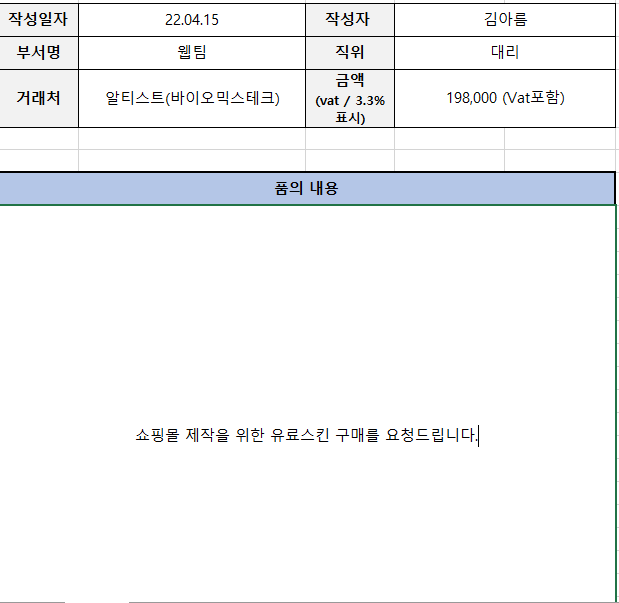 작성일자 22.04.15 작성자 김아름
부서명 웹팀 직위 대리
거래처 알티스트(바이오믹스테크) 금액 198,000 (Vat포함)
(vat / 3.3%
표시)
품의 내용
쇼핑몰 제작을 위한 유료스킨 구매를 요청드립니다.